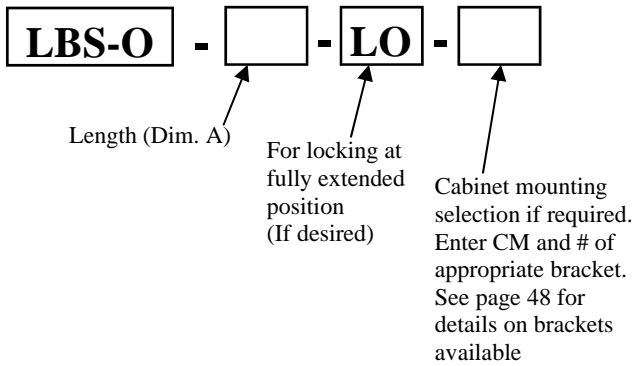 LBS-O - - LO -
Length (Dim. A)
For locking at
fully extended
position
(If desired)
Cabinet mounting
selection if required.
Enter CM and # of
appropriate bracket.
See page 48 for
details on brackets
available